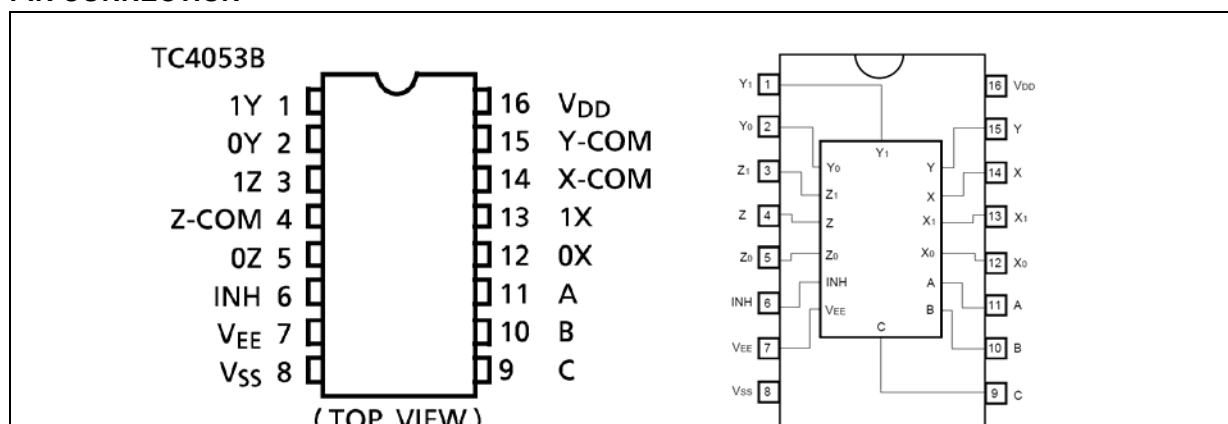 TC4053B
1Y 1
0Y 2
1Z 3
Z-COM 4
0Z 5
INH 6
VEE 7
VSS 8
16 VDD
15 Y-COM
14 X-COM
13 1X
12 0X
11 A
10 B
9 C
(TOP VIEW)
Y1 1
Y0 2
Z1 3
Z 4
Z0 5
INH 6
VEE 7
VSS 8
Y1
Y0
Z1
Z
Z0
INH
VEE
C
Y
X
X1
X0
A
B
16 VDD
15 Y
14 X
13 X1
12 X0
11 A
10 B
9 C